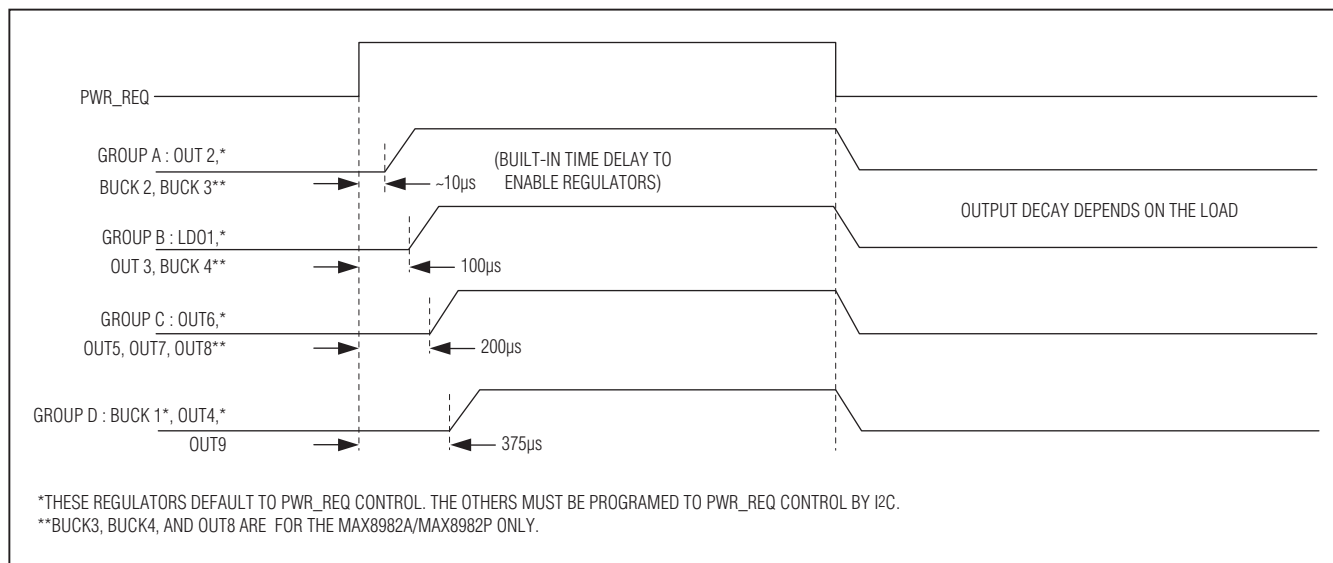 PWR_REQ
GROUP A : OUT 2,*
BUCK 2, BUCK 3**
~10µs
(BUILT-IN TIME DELAY TO
ENABLE REGULATORS)
OUTPUT DECAY DEPENDS ON THE LOAD
GROUP B : LDO1,*
OUT 3, BUCK 4**
100µs
GROUP C : OUT6,*
OUT5, OUT7, OUT8**
200µs
GROUP D : BUCK 1*, OUT4,*
OUT9
375µs
*THESE REGULATORS DEFAULT TO PWR_REQ CONTROL. THE OTHERS MUST BE PROGRAMED TO PWR_REQ CONTROL BY I2C.
**BUCK3, BUCK4, AND OUT8 ARE FOR THE MAX8982A/MAX8982P ONLY.